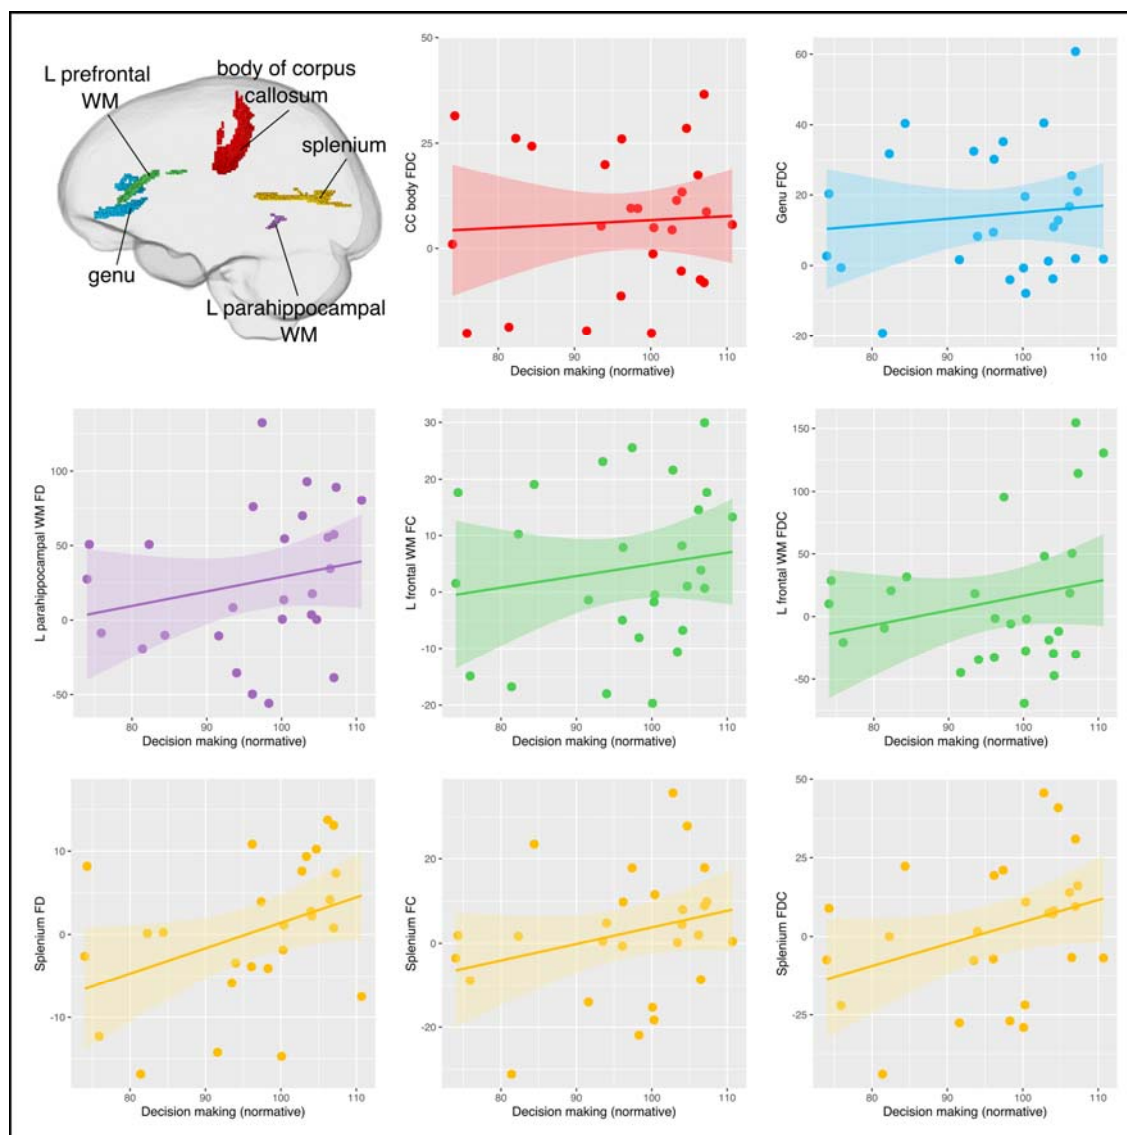 L prefrontal
WM
body of corpus
callosum
splenium
genu
L parahippocampal
WM
CC body FDC
50
25
0
80 90 100 110
Decision making (normative)
Genu FDC
60
40
20
0
-20
80 90 100 110
Decision making (normative)
L parahippocampal WM FD
100
50
0
-50
80 90 100 110
Decision making (normative)
L frontal WM FC
30
20
10
0
-10
-20
80 90 100 110
Decision making (normative)
L frontal WM FDC
150
100
50
0
-50
80 90 100 110
Decision making (normative)
Splenium FD
10
0
-10
80 90 100 110
Decision making (normative)
Splenium FC
20
0
-20
80 90 100 110
Decision making (normative)
Splenium FDC
50
25
0
-25
80 90 100 110
Decision making (normative)